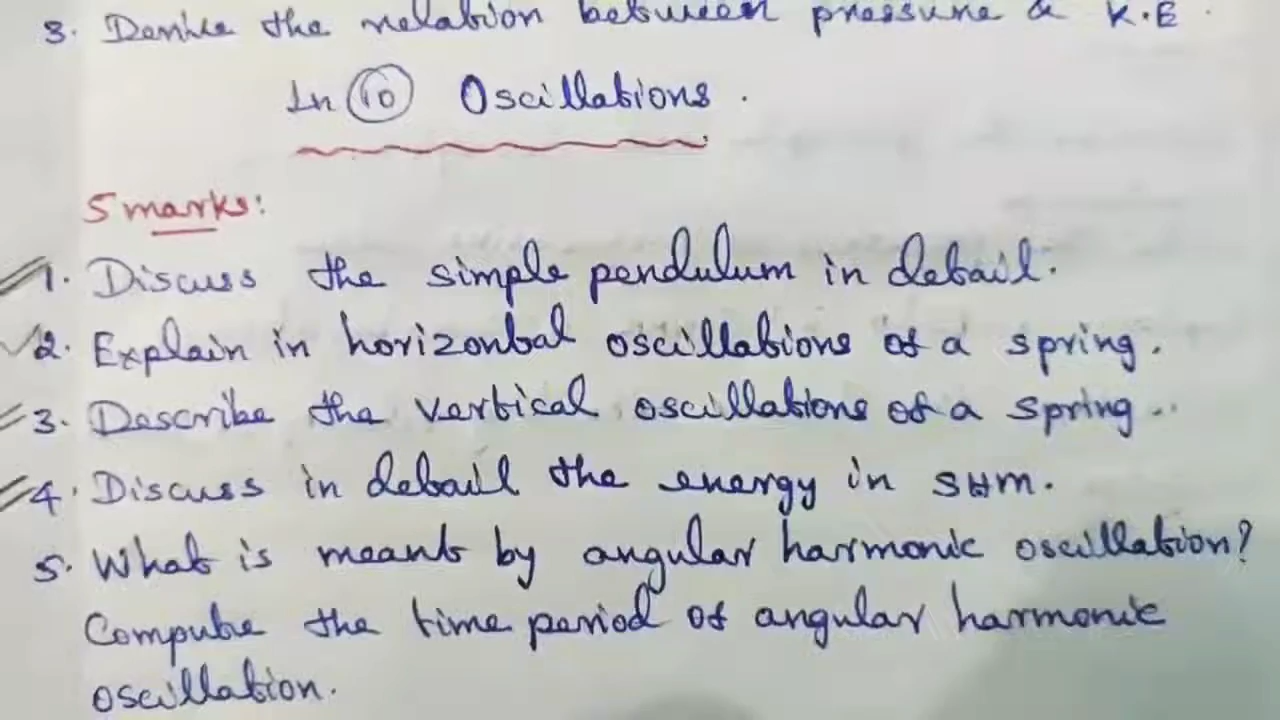 3. Derive the relation between pressure & K.E.
Ln 10 Oscillations.
5 marks:
1. Discuss the simple pendulum in detail.
2. Explain in horizontal oscillations of a spring.
3. Describe the vertical oscillations of a spring.
4. Discuss in detail the energy in SHM.
5. What is meant by angular harmonic oscillation?
Compute the time period of angular harmonic
oscillation.